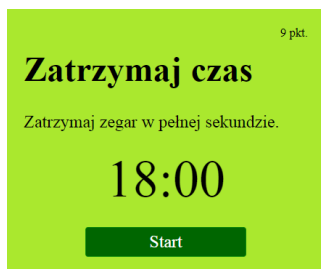 9 pkt.
Zatrzymaj czas
Zatrzymaj zegar w pełnej sekundzie.
18:00
Start